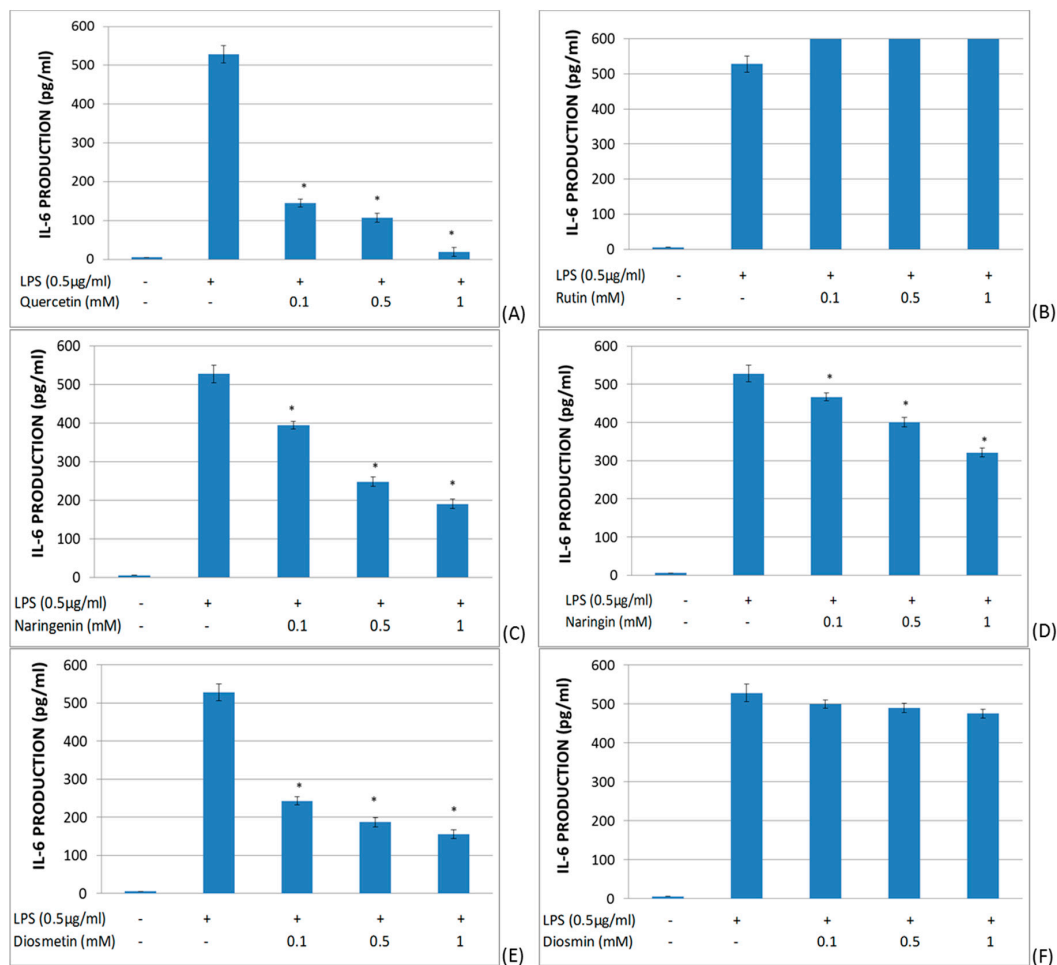 IL-6 PRODUCTION (pg/ml)
600
500
400
300
200
100
0
*
*
*
LPS (0.5µg/ml) - + + + +
Quercetin (mM) - - 0.1 0.5 1
(A)
IL-6 PRODUCTION (pg/ml)
600
500
400
300
200
100
0
LPS (0.5µg/ml) - + + + +
Rutin (mM) - - 0.1 0.5 1
(B)
IL-6 PRODUCTION (pg/ml)
600
500
400
300
200
100
0
*
*
*
LPS (0.5µg/ml) - + + + +
Naringenin (mM) - - 0.1 0.5 1
(C)
IL-6 PRODUCTION (pg/ml)
600
500
400
300
200
100
0
*
*
*
LPS (0.5µg/ml) - + + + +
Naringin (mM) - - 0.1 0.5 1
(D)
IL-6 PRODUCTION (pg/ml)
600
500
400
300
200
100
0
*
*
*
LPS (0.5µg/ml) - + + + +
Diosmetin (mM) - - 0.1 0.5 1
(E)
IL-6 PRODUCTION (pg/ml)
600
500
400
300
200
100
0
LPS (0.5µg/ml) - + + + +
Diosmin (mM) - - 0.1 0.5 1
(F)